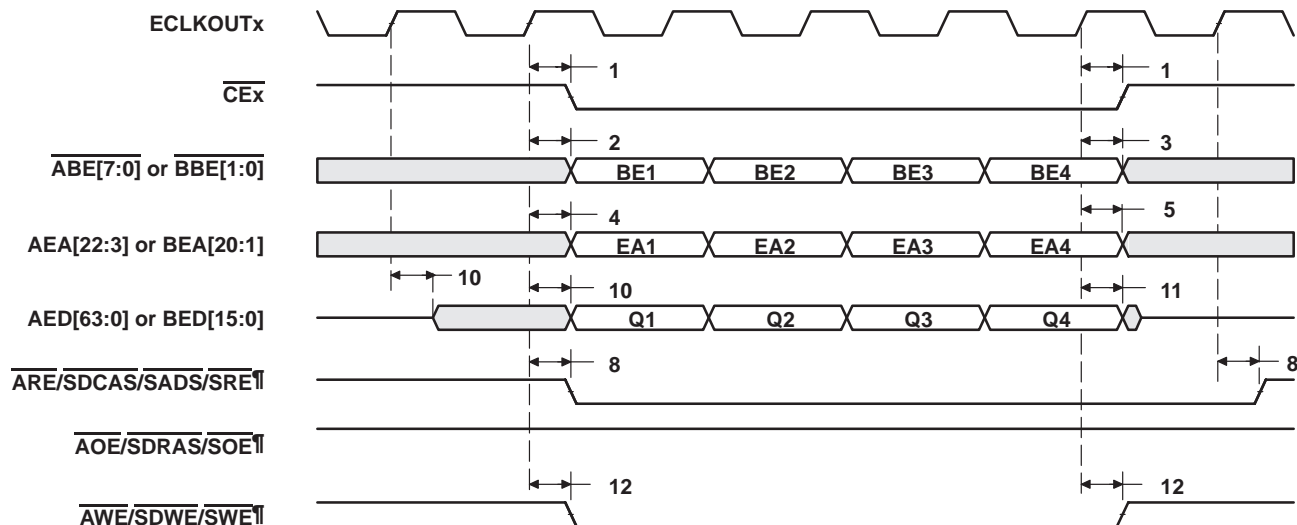 ECLKOUTx
1 1
CEx
2 3
ABE[7:0] or BBE[1:0]
BE1 BE2 BE3 BE4
4 5
AEA[22:3] or BEA[20:1]
EA1 EA2 EA3 EA4
10 10 11
AED[63:0] or BED[15:0]
Q1 Q2 Q3 Q4
8 8
ARE/SDCAS/SADS/SRE¶
AOE/SDRAS/SOE¶
12 12
AWE/SDWE/SWE¶